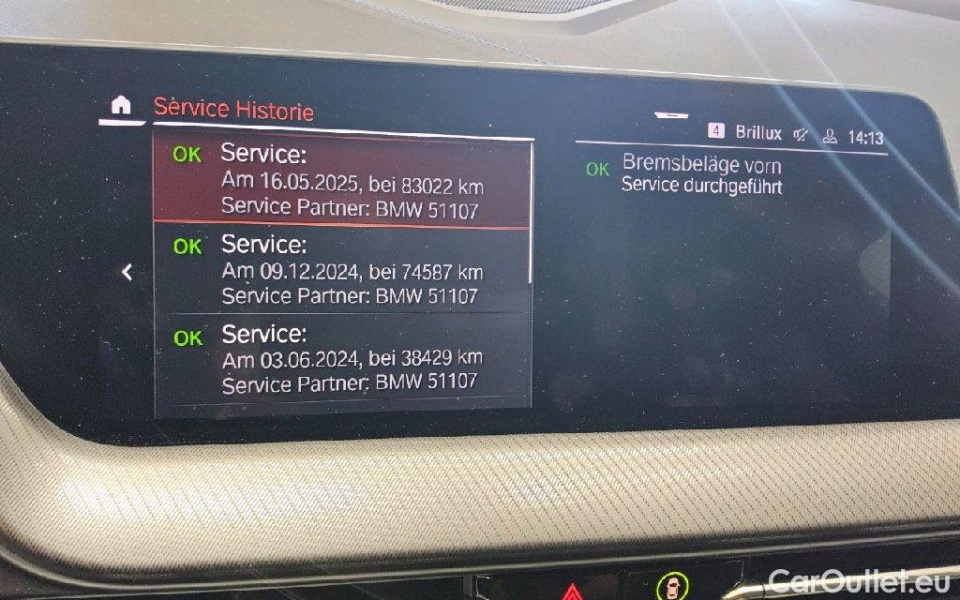 Service Historie
4 Brillux 14:13
OK Service:
Am 16.05.2025, bei 83022 km
Service Partner: BMW 51107
OK Service:
Am 09.12.2024, bei 74587 km
Service Partner: BMW 51107
OK Service:
Am 03.06.2024, bei 38429 km
Service Partner: BMW 51107
OK Bremsbeläge vorn
Service durchgeführt
CarOutlet.eu